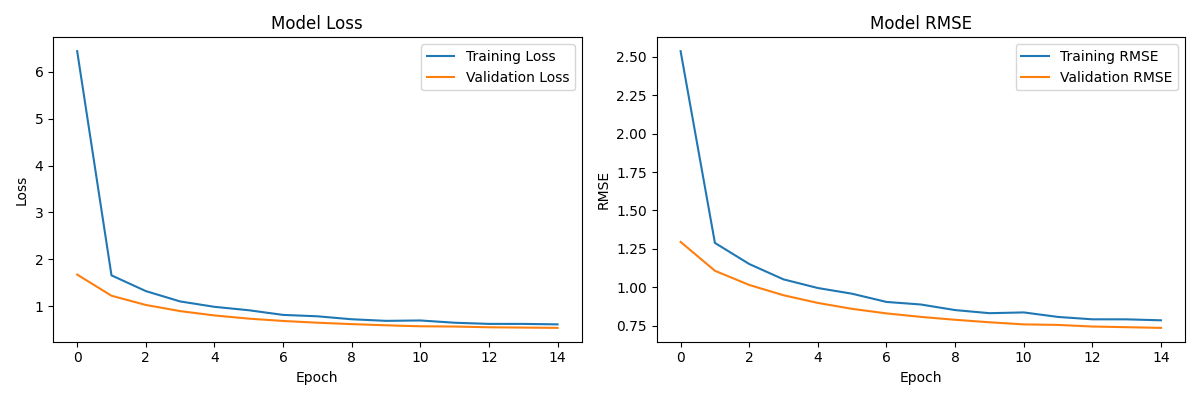 Model Loss
Training Loss
Validation Loss
6
5
4
3
2
1
Loss
0 2 4 6 8 10 12 14
Epoch
Model RMSE
Training RMSE
Validation RMSE
2.50
2.25
2.00
1.75
1.50
1.25
1.00
0.75
RMSE
0 2 4 6 8 10 12 14
Epoch